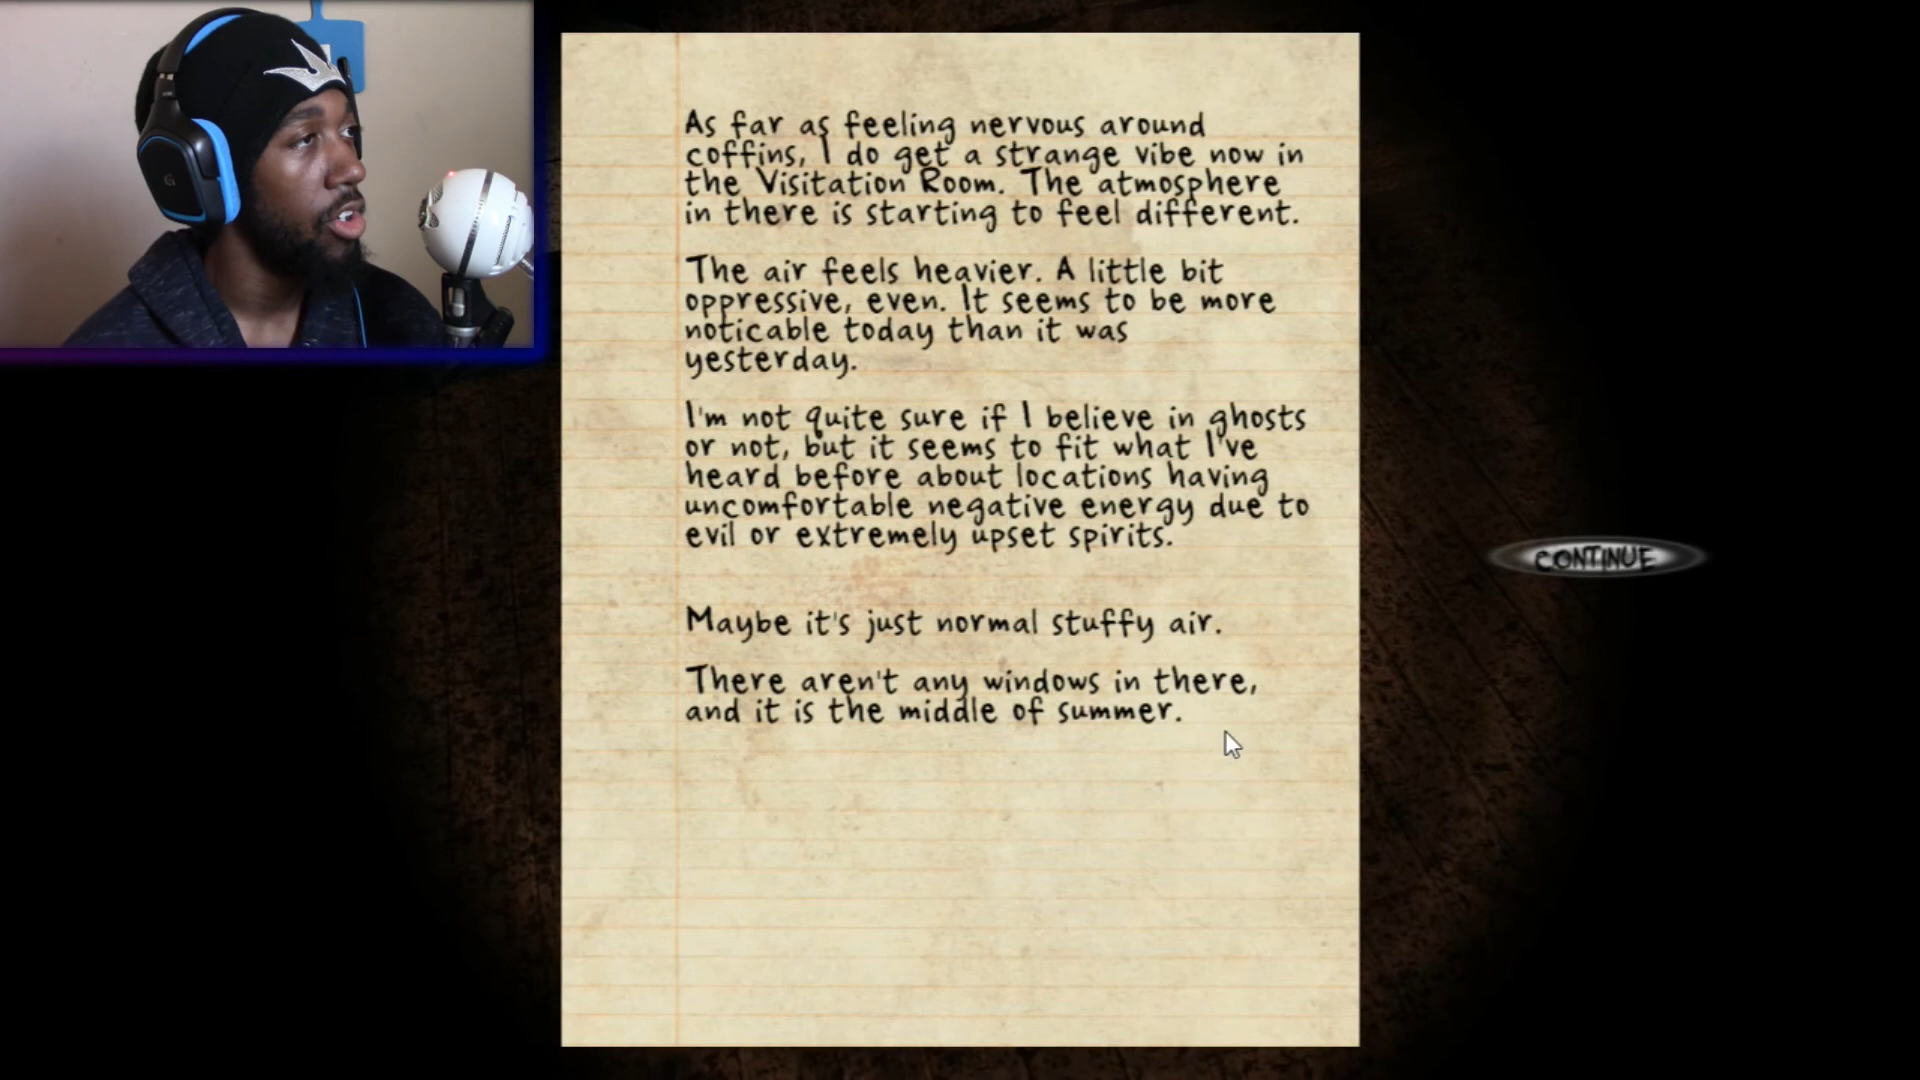 As far as feeling nervous around
coffins, I do get a strange vibe now in
the Visitation Room. The atmosphere
in there is starting to feel different.
The air feels heavier. A little bit
oppressive, even. It seems to be more
noticable today than it was
yesterday.
I'm not quite sure if I believe in ghosts
or not, but it seems to fit what I've
heard before about locations having
uncomfortable negative energy due to
evil or extremely upset spirits.
Maybe it's just normal stuffy air.
There aren't any windows in there,
and it is the middle of summer.
CONTINUE
G